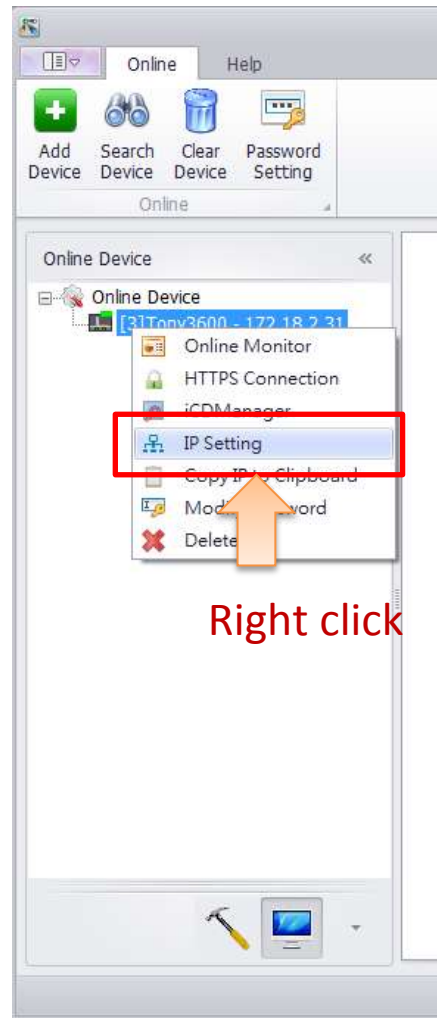 Online Help
Add Search Clear Password
Device Device Device Setting
Online
Online Device «
Online Device
[3]Tony3600 - 172.18.2.31
Online Monitor
HTTPS Connection
iCDManager
IP Setting
Copy IP to Clipboard
Delete
Right click